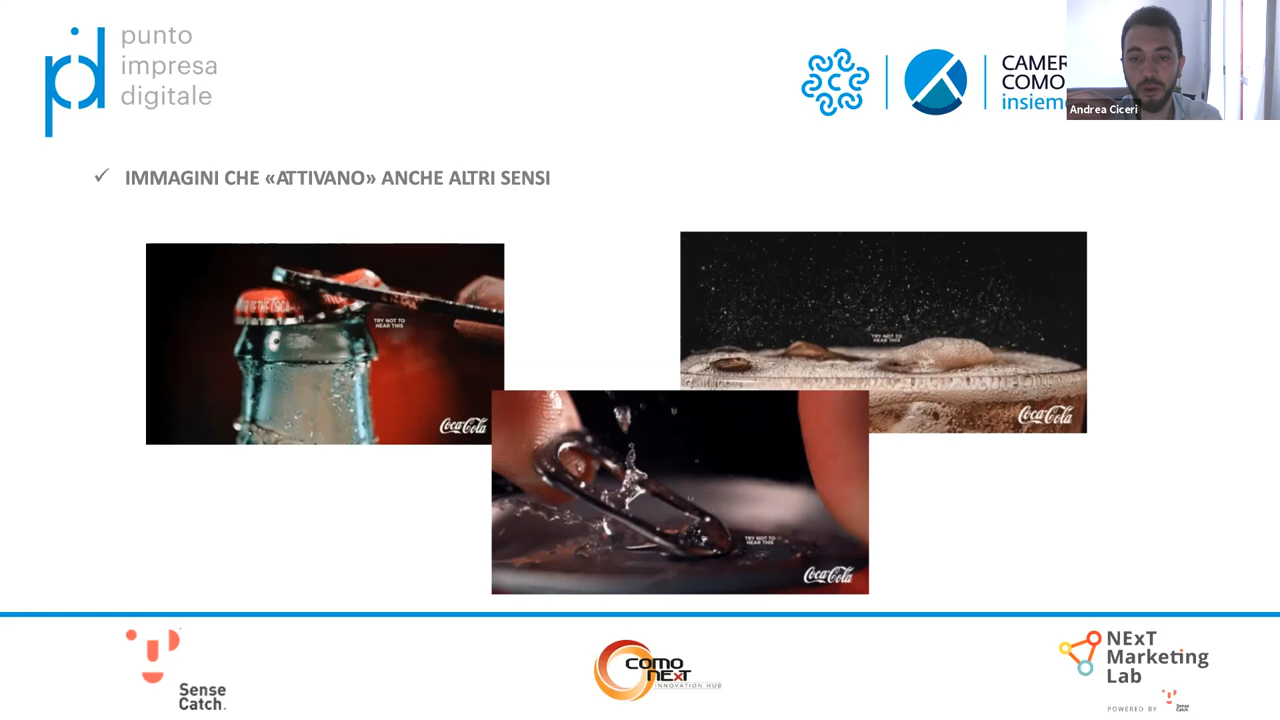 punto
impresa
digitale
CAMER
COMO
insiem
Andrea Ciceri
IMMAGINI CHE «ATTIVANO» ANCHE ALTRI SENSI
TRY NOT TO
HEAR THIS
Coca-Cola
TRY NOT TO
HEAR THIS
Coca-Cola
TRY NOT TO
HEAR THIS
Coca-Cola
Sense
Catch.
COMO
NExT
INNOVATION HUB
NExT
Marketing
Lab
POWERED BY
Sense
Catch